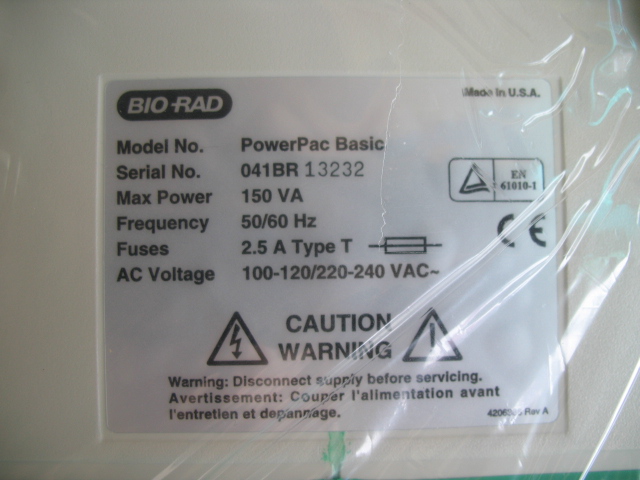 BIO-RAD
Made in U.S.A.
Model No. PowerPac Basic
Serial No. 041BR 13232
Max Power 150 VA
EN
61010-1
Frequency 50/60 Hz
Fuses 2.5 A Type T
CE
AC Voltage 100-120/220-240 VAC~
CAUTION
WARNING
Warning: Disconnect supply before servicing.
Avertissement: Couper l'alimentation avant
l'entretien et depannage.
Rev A